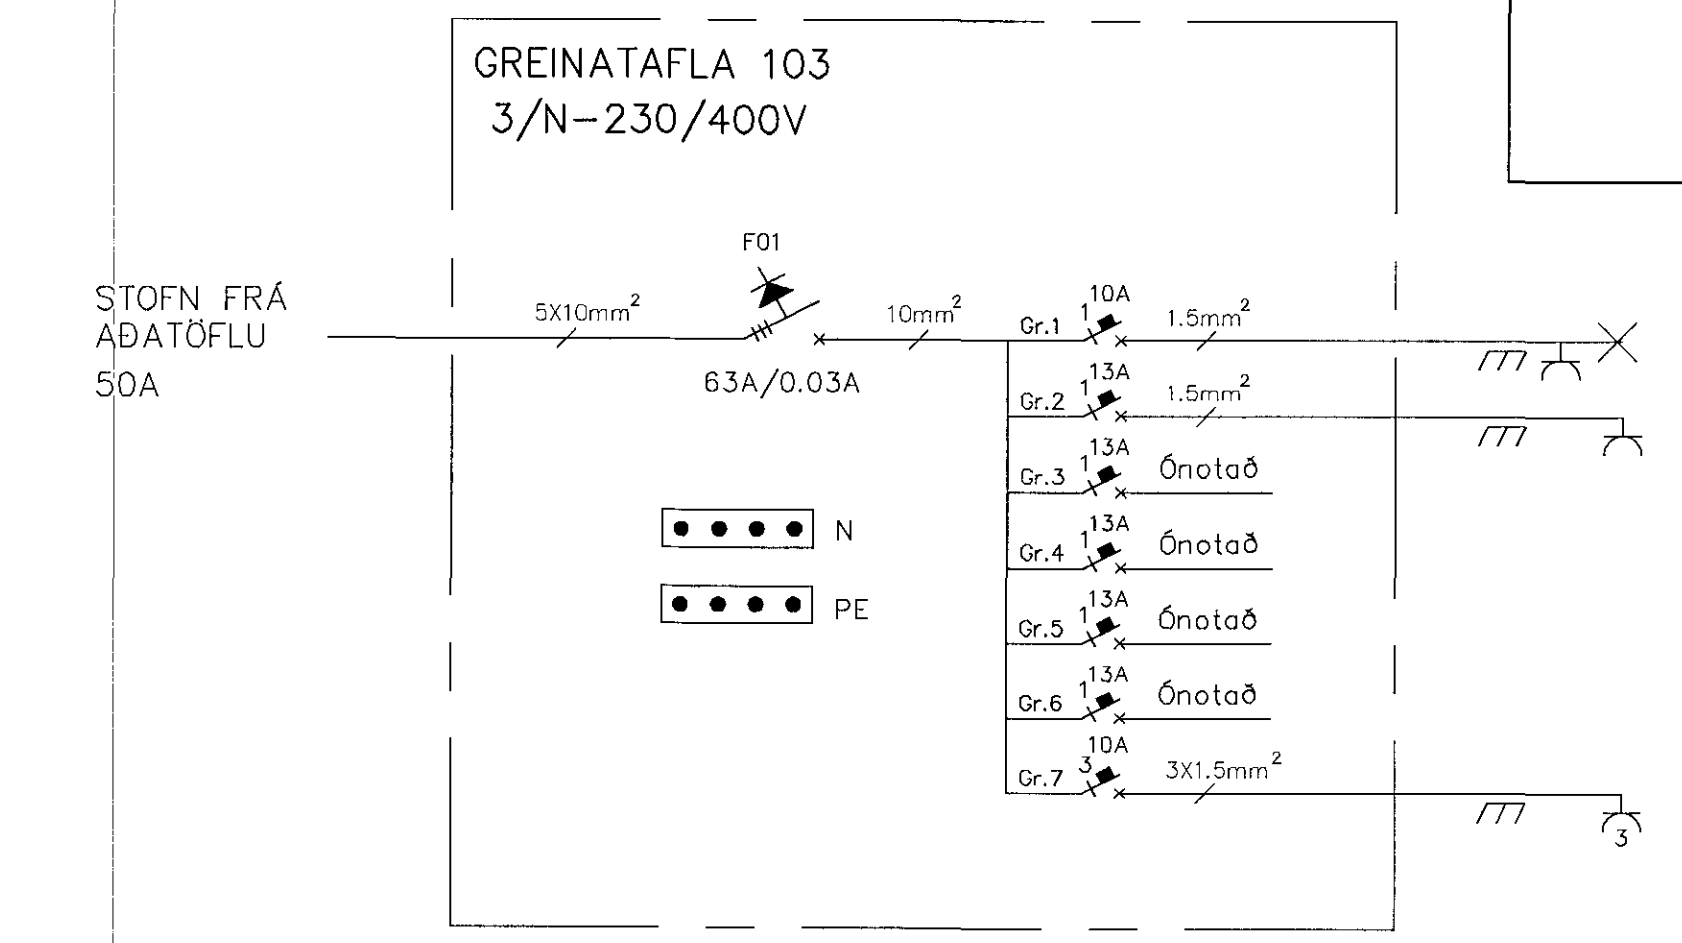 GREINATAFLA 103
3/N-230/400V
F01
STOFN FRÁ
AÐATÖFLU
50A
5X10mm²
63A/0.03A
10mm²
Gr.1 1 10A 1.5mm²
Gr.2 1 13A 1.5mm²
Gr.3 1 13A Ónotað
Gr.4 1 13A Ónotað
Gr.5 1 13A Ónotað
Gr.6 1 13A Ónotað
Gr.7 3 10A 3X1.5mm²
3
N
PE